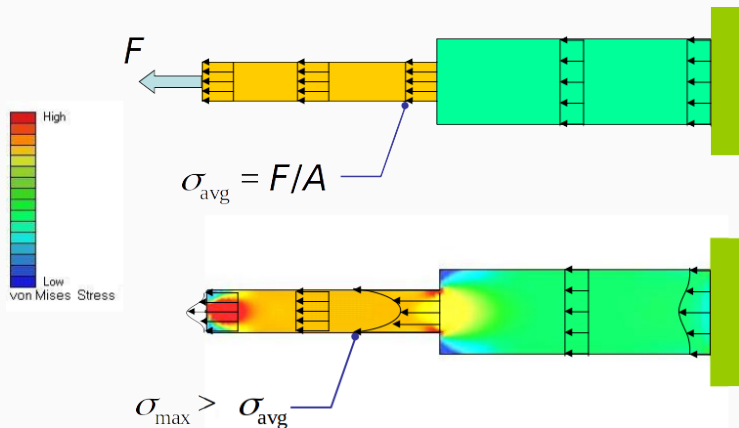 F
High
σavg = F/A
Low
von Mises Stress
σmax > σavg